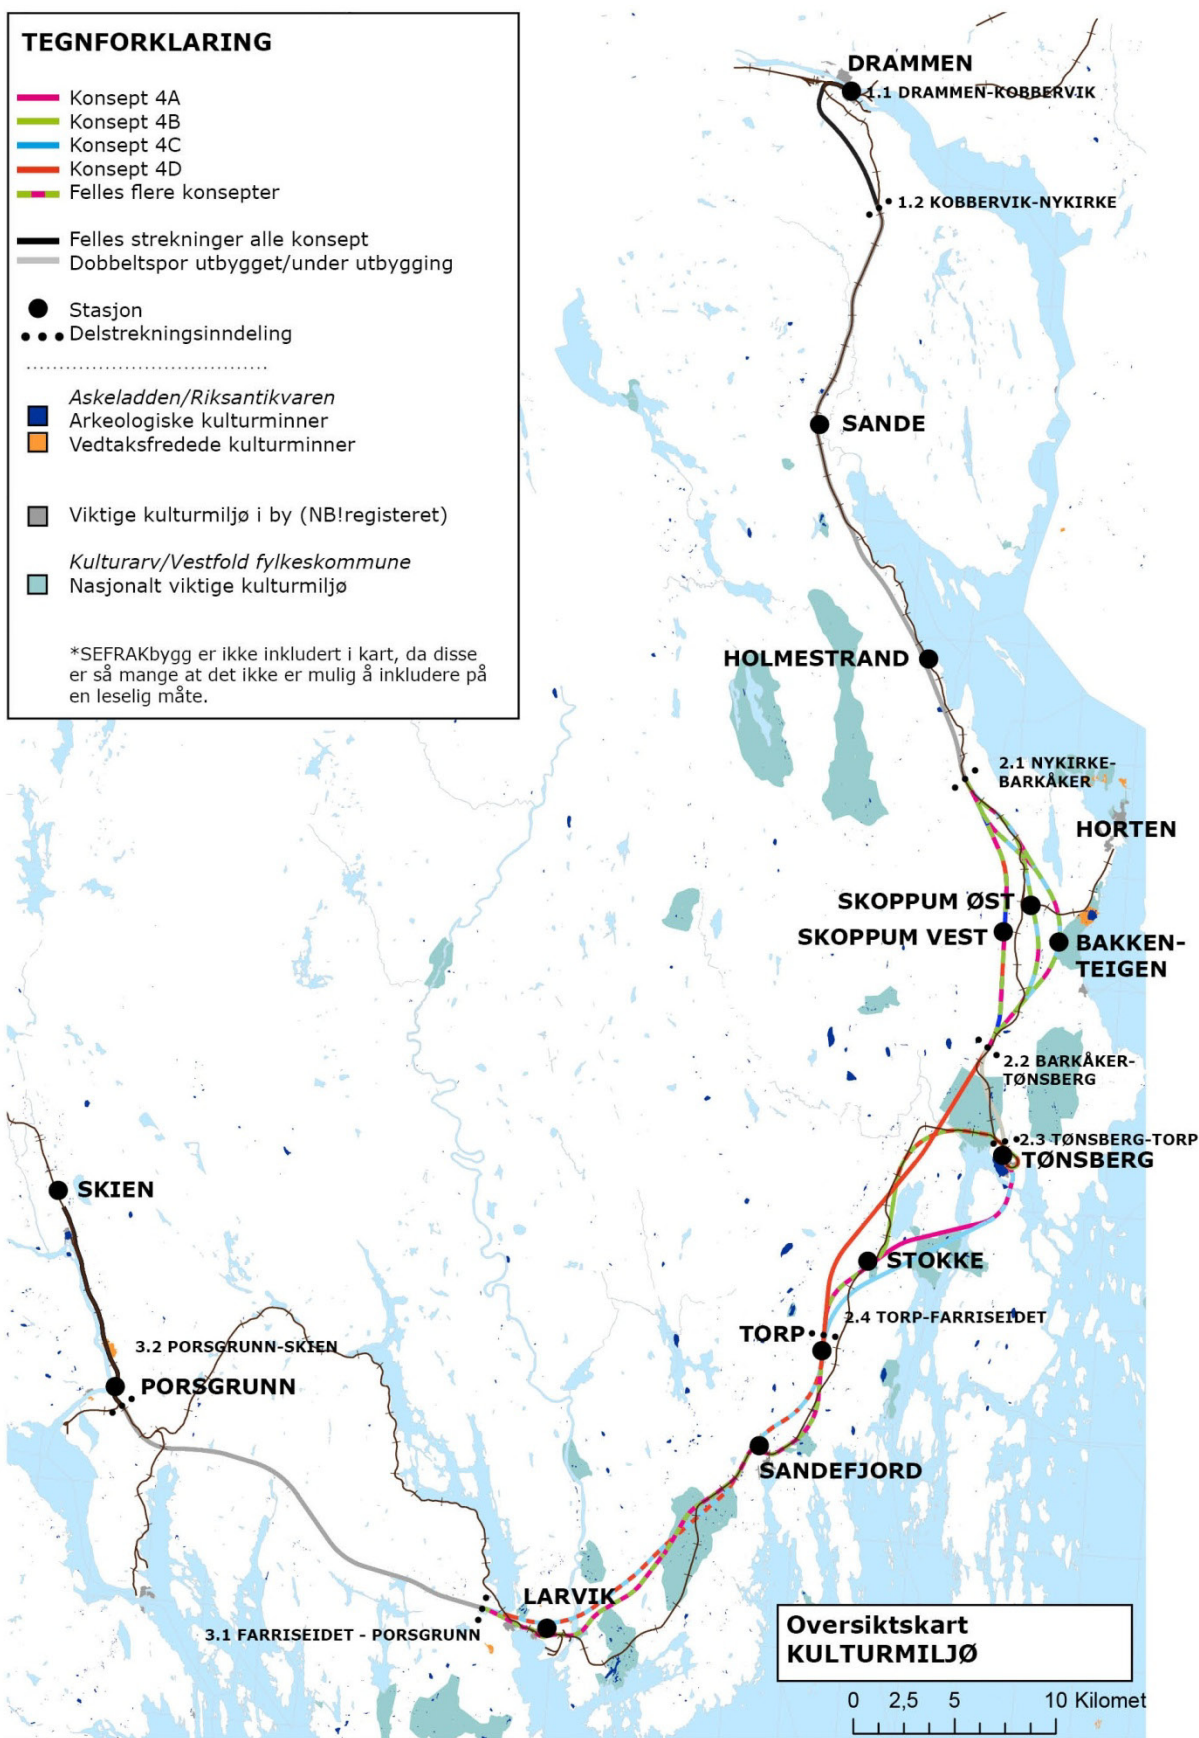 TEGNFORKLARING
Konsept 4A
Konsept 4B
Konsept 4C
Konsept 4D
Felles flere konsepter
Felles strekninger alle konsept
Dobbeltspor utbygget/under utbygging
Stasjon
Delstrekningsinndeling
Askeladden/Riksantikvaren
Arkeologiske kulturminner
Vedtaksfredede kulturminner
Viktige kulturmiljø i by (NB!registeret)
Kulturarv/Vestfold fylkeskommune
Nasjonalt viktige kulturmiljø
*SEFRAKbygg er ikke inkludert i kart, da disse
er så mange at det ikke er mulig å inkludere på
en leselig måte.
DRAMMEN
1.1 DRAMMEN-KOBBERVIK
1.2 KOBBERVIK-NYKIRKE
SANDE
HOLMESTRAND
2.1 NYKIRKE-
BARKÅKER
HORTEN
SKOPPUM ØST
SKOPPUM VEST
BAKKEN-
TEIGEN
2.2 BARKÅKER-
TØNSBERG
2.3 TØNSBERG-TORP
TØNSBERG
SKIEN
STOKKE
2.4 TORP-FARRISEIDET
TORP
3.2 PORSGRUNN-SKIEN
PORSGRUNN
SANDEFJORD
LARVIK
3.1 FARRISEIDET - PORSGRUNN
Oversiktskart
KULTURMILJØ
0 2,5 5 10 Kilomet